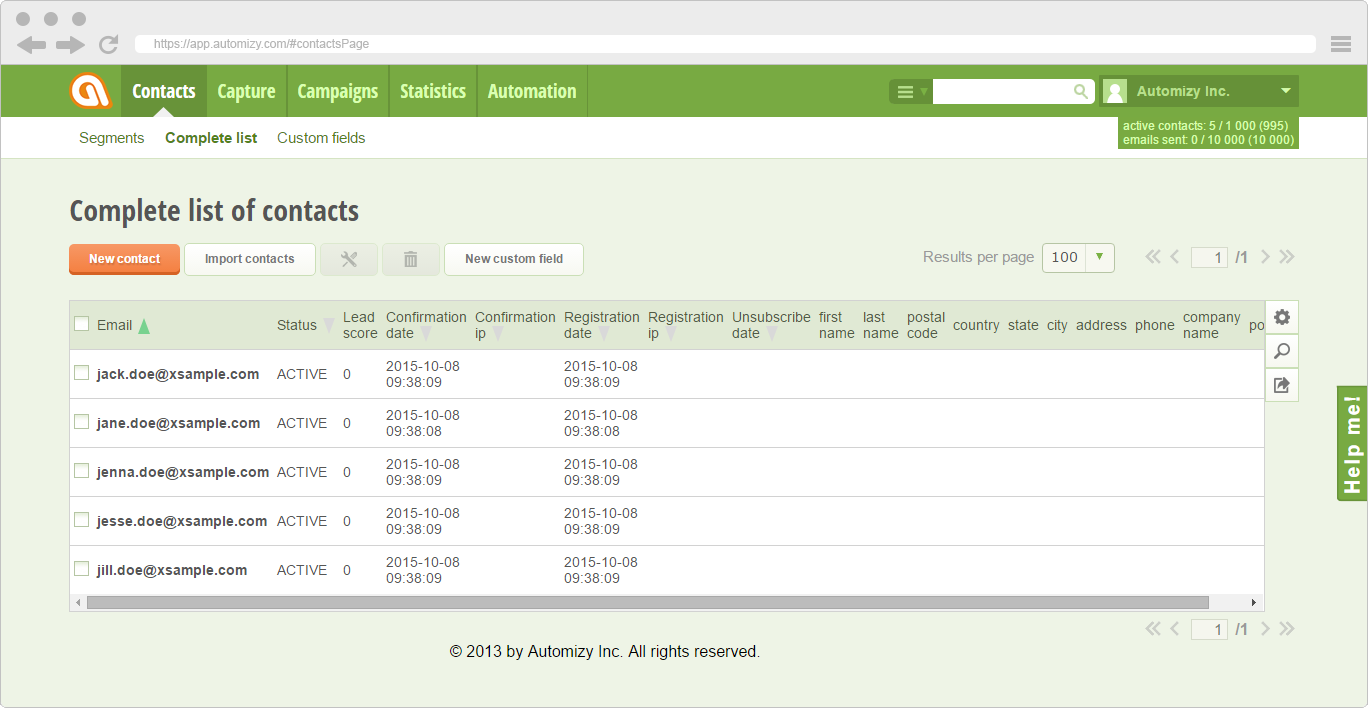 https://app.automizy.com/#contactsPage
Contacts Capture Campaigns Statistics Automation Automizy Inc.
Segments Complete list Custom fields
active contacts: 5 / 1 000 (995)
emails sent: 0 / 10 000 (10 000)
Complete list of contacts
New contact Import contacts New custom field Results per page 100 1 /1
Email Status Lead score Confirmation date Confirmation ip Registration date Registration ip Unsubscribe date first name last name postal code country state city address phone company name po
jack.doe@xsample.com ACTIVE 0 2015-10-08 09:38:09 2015-10-08 09:38:09
jane.doe@xsample.com ACTIVE 0 2015-10-08 09:38:08 2015-10-08 09:38:08
jenna.doe@xsample.com ACTIVE 0 2015-10-08 09:38:09 2015-10-08 09:38:09
jesse.doe@xsample.com ACTIVE 0 2015-10-08 09:38:09 2015-10-08 09:38:09
jill.doe@xsample.com ACTIVE 0 2015-10-08 09:38:09 2015-10-08 09:38:09
Help me!
1 /1
© 2013 by Automizy Inc. All rights reserved.